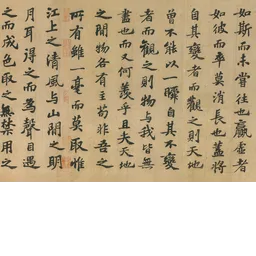 如斯而未嘗往也贏虛者
如彼而卒莫消長也蓋將
自其變者而觀之則天地
曾不能以一瞬自其不變
者而觀之則物與我皆無
盡也而又何羨乎且夫天地
之間物各有主苟非吾之
所有雖一毫而莫取惟
江上之清風與山間之明
月耳得之而為聲目遇
之而成色取之無禁用之